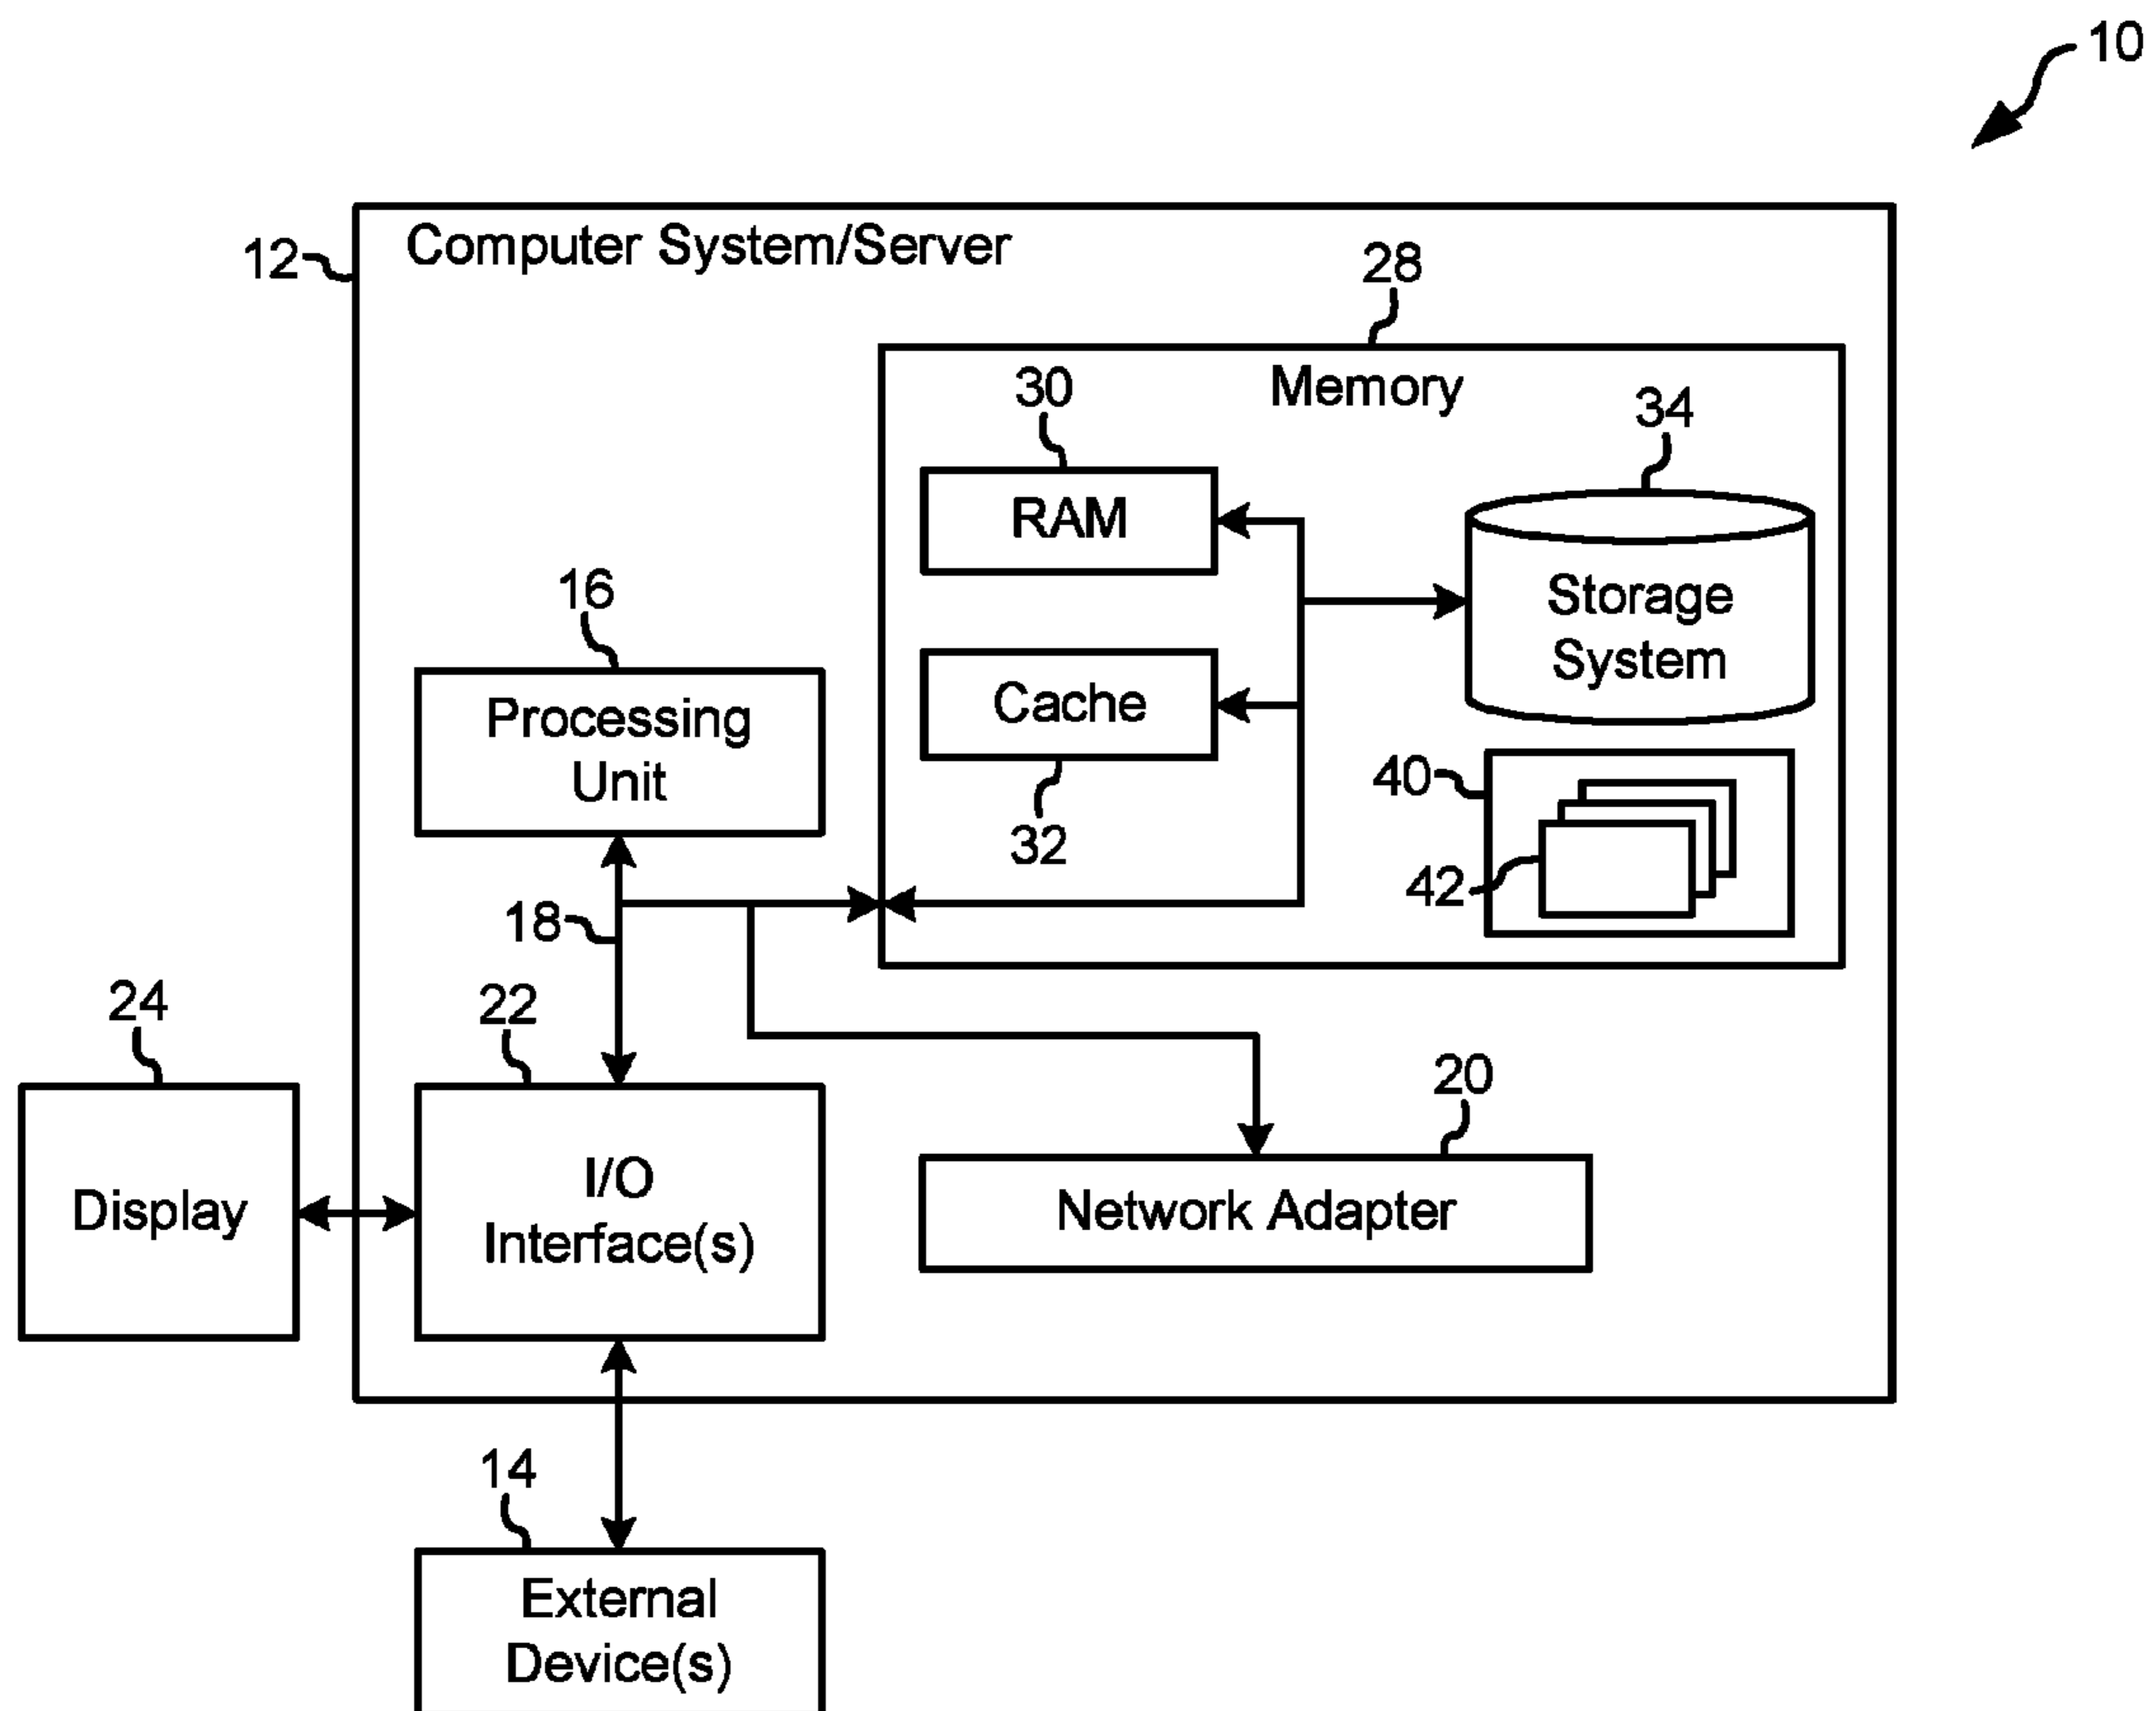 10
12
Computer System/Server
28
Memory
30
34
RAM
Storage
System
16
Processing
Unit
Cache
32
40
42
18
24
22
20
Display
I/O
Interface(s)
Network Adapter
14
External
Device(s)